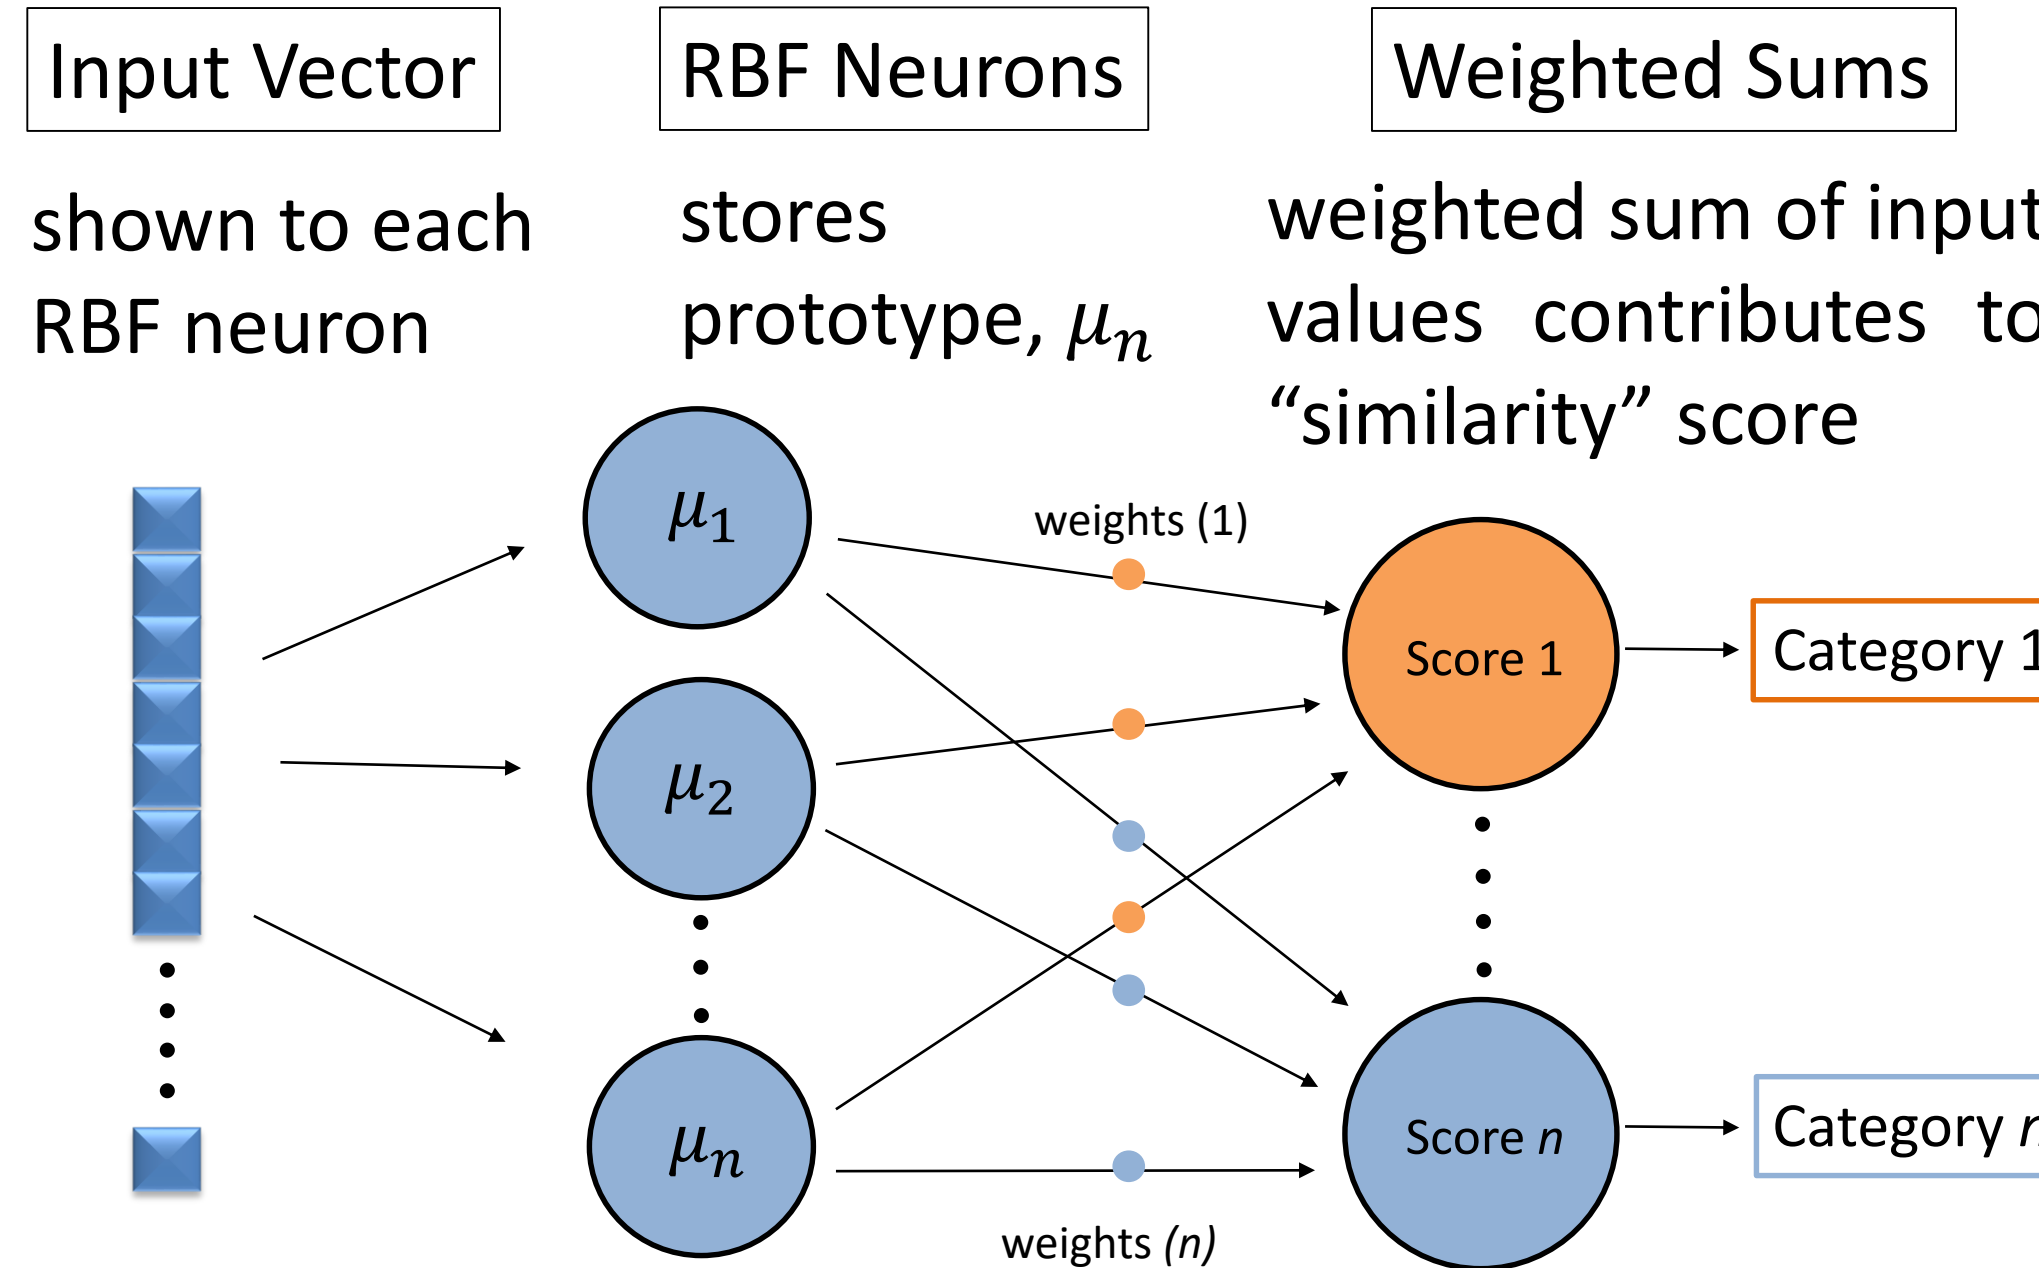 Input Vector
RBF Neurons
Weighted Sums
shown to each
RBF neuron
stores
prototype, μₙ
weighted sum of input
values contributes to
“similarity” score
μ₁
μ₂
μₙ
weights (1)
weights (n)
Score 1
Score n
Category 1
Category n